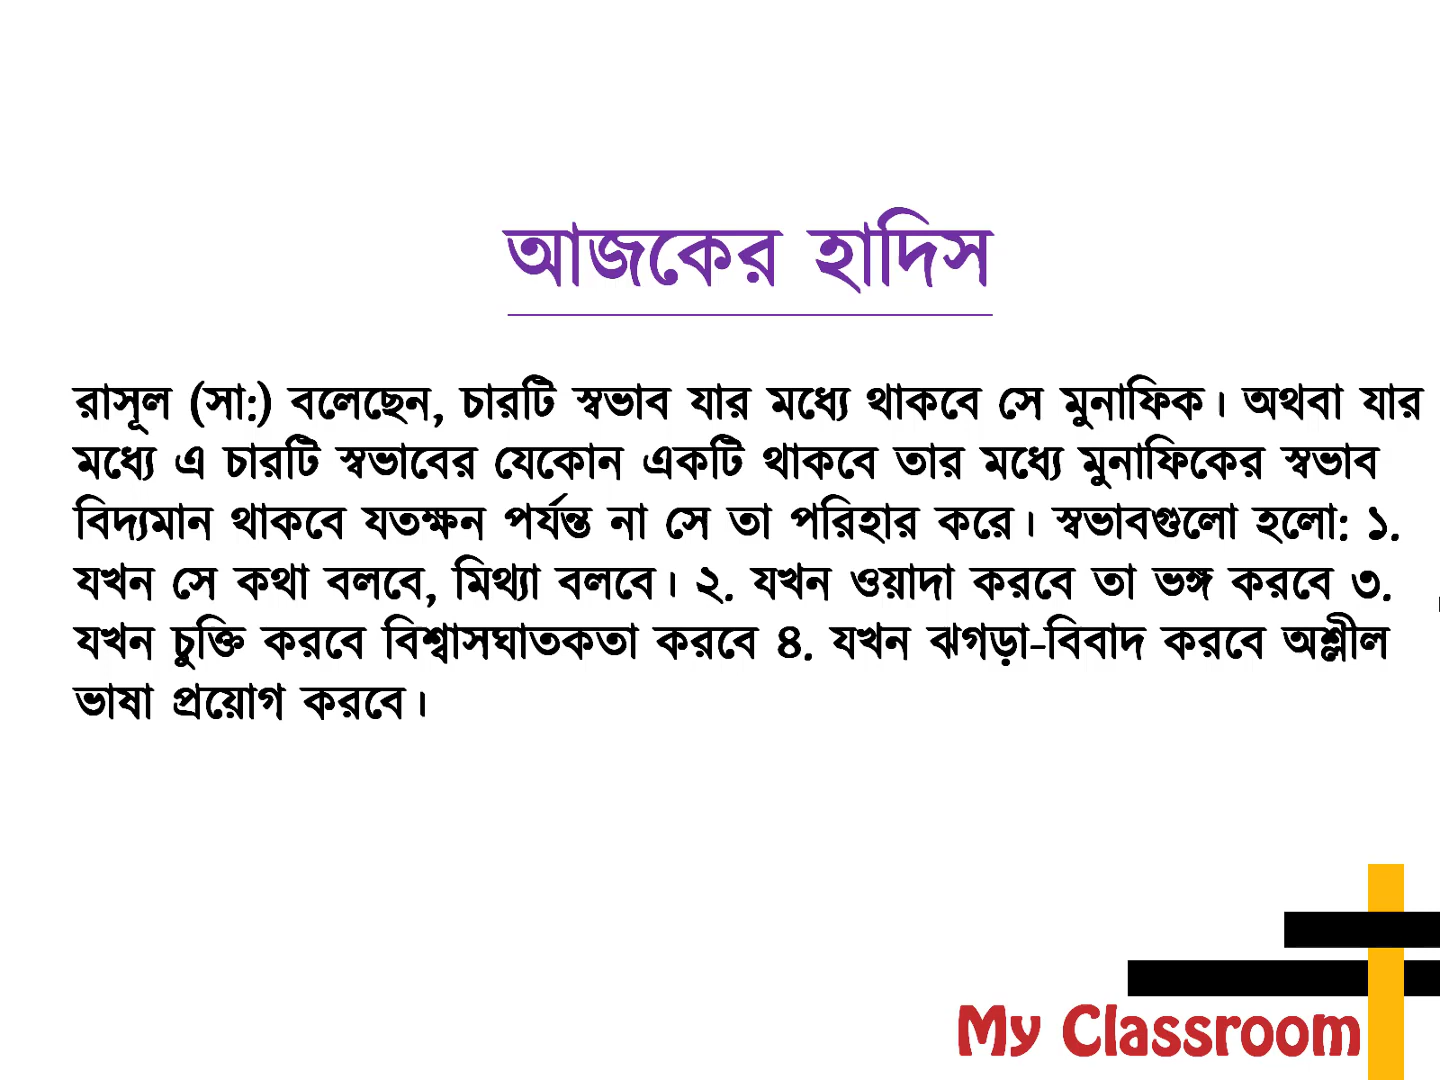 আজকের হাদিস
রাসূল (সা:) বলেছেন, চারটি স্বভাব যার মধ্যে থাকবে সে মুনাফিক। অথবা যার
মধ্যে এ চারটি স্বভাবের যেকোন একটি থাকবে তার মধ্যে মুনাফিকের স্বভাব
বিদ্যমান থাকবে যতক্ষন পর্যন্ত না সে তা পরিহার করে। স্বভাবগুলো হলো: ১.
যখন সে কথা বলবে, মিথ্যা বলবে। ২. যখন ওয়াদা করবে তা ভঙ্গ করবে ৩.
যখন চুক্তি করবে বিশ্বাসঘাতকতা করবে ৪. যখন ঝগড়া-বিবাদ করবে অশ্লীল
ভাষা প্রয়োগ করবে।
My Classroom